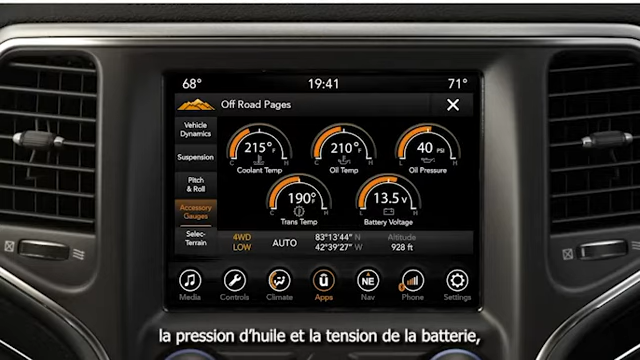 68°
19:41
71°
Off Road Pages
X
Vehicle
Dynamics
Suspension
Pitch
& Roll
Accessory
Gauges
Selec-
Terrain
215°F
C H
Coolant Temp
210°F
C H
Oil Temp
40 PSI
L H
Oil Pressure
190°F
C H
Trans Temp
13.5 V
L H
Battery Voltage
4WD
LOW
AUTO
83°13'44" N
42°39'27" W
Altitude
928 ft
Media
Controls
Climate
Apps
NE
Nav
Phone
Settings
la pression d'huile et la tension de la batterie,